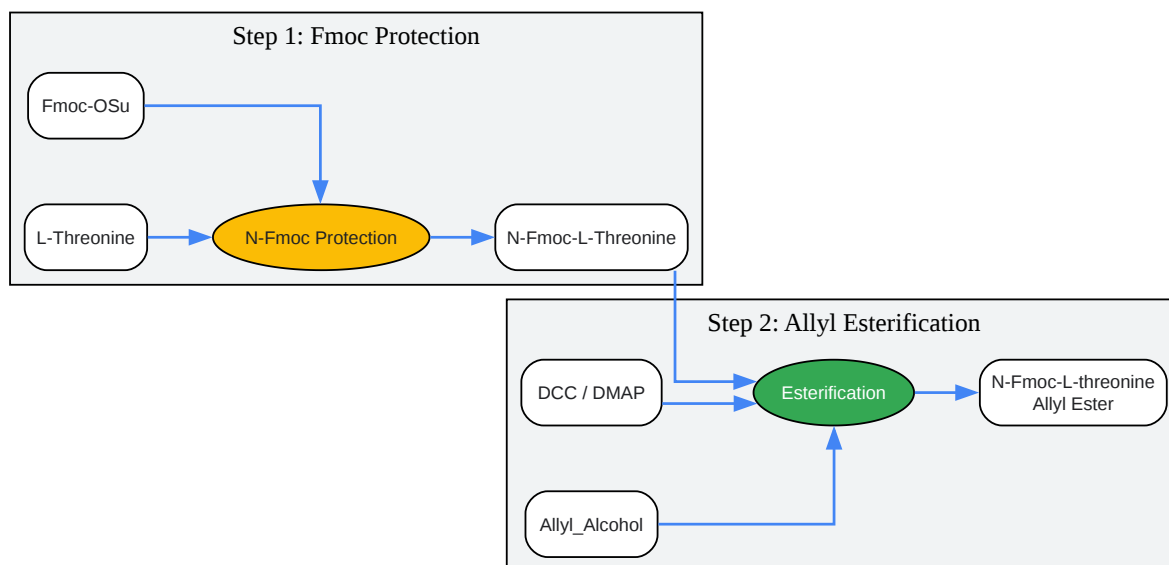 Step 1: Fmoc Protection
Fmoc-OSu
L-Threonine
N-Fmoc Protection
N-Fmoc-L-Threonine
Step 2: Allyl Esterification
DCC / DMAP
Esterification
N-Fmoc-L-threonine
Allyl Ester
Allyl_Alcohol